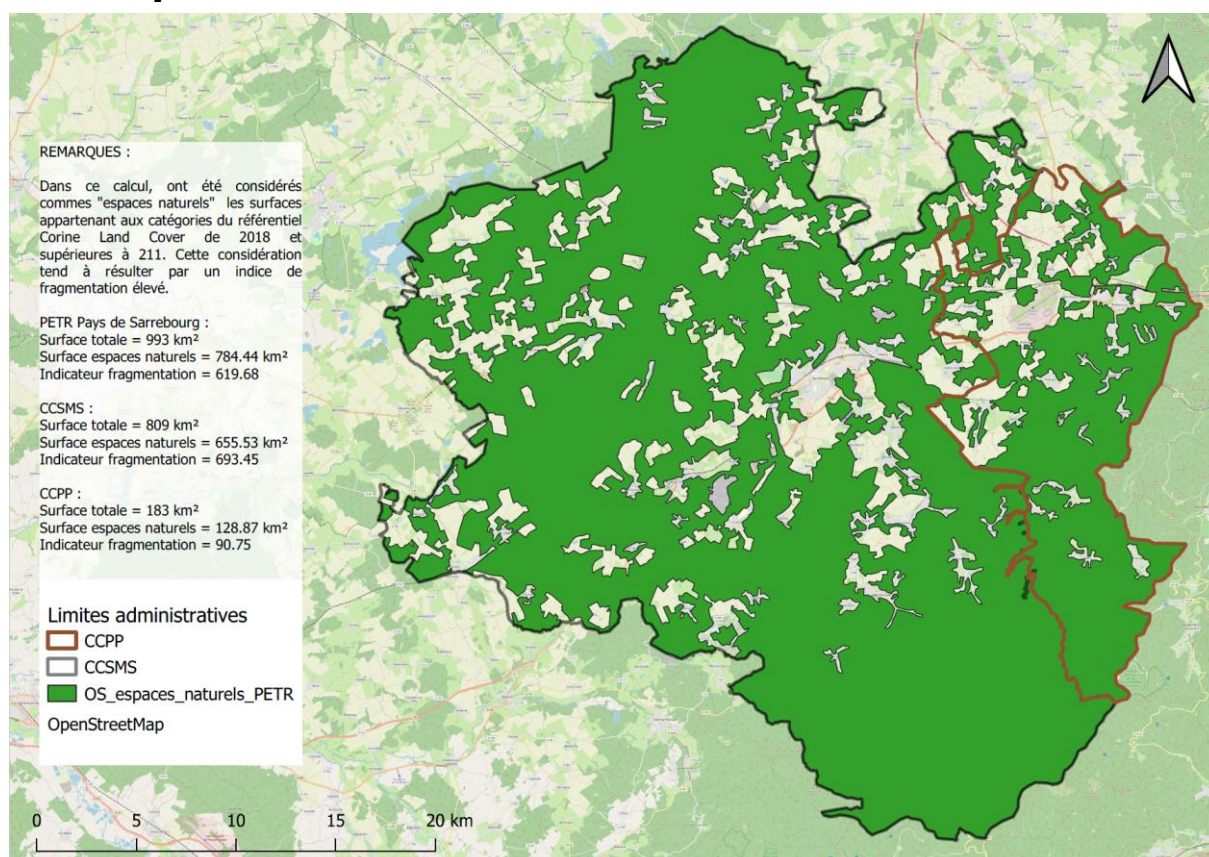 REMARQUES :
Dans ce calcul, ont été considérés
comme "espaces naturels" les surfaces
appartenant aux catégories du référentiel
Corine Land Cover de 2018 et
supérieures à 211. Cette considération
tend à résulter par un indice de
fragmentation élevé.
PETR Pays de Sarrebourg :
Surface totale = 993 km²
Surface espaces naturels = 784.44 km²
Indicateur fragmentation = 619.68
CCSMS :
Surface totale = 809 km²
Surface espaces naturels = 655.53 km²
Indicateur fragmentation = 693.45
CCPP :
Surface totale = 183 km²
Surface espaces naturels = 128.87 km²
Indicateur fragmentation = 90.75
Limites administratives
CCPP
CCSMS
OS_espaces_naturels_PETR
OpenStreetMap
0 5 10 15 20 km